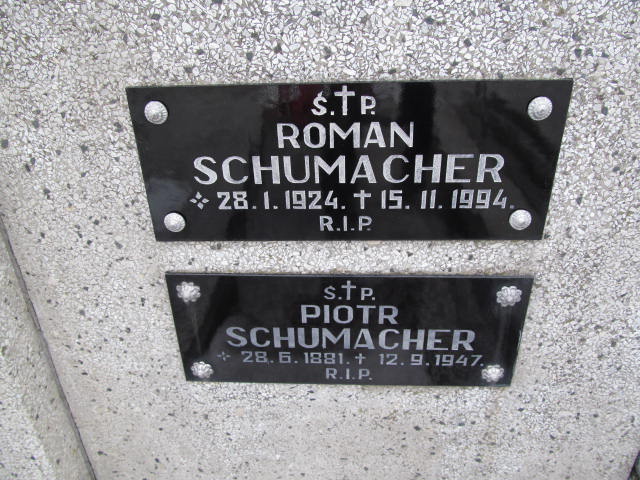 Ś.†P.
ROMAN
SCHUMACHER
* 28.1.1924. † 15.11.1994.
R.I.P.
Ś.†P.
PIOTR
SCHUMACHER
* 28.6.1881. † 12.9.1947.
R.I.P.